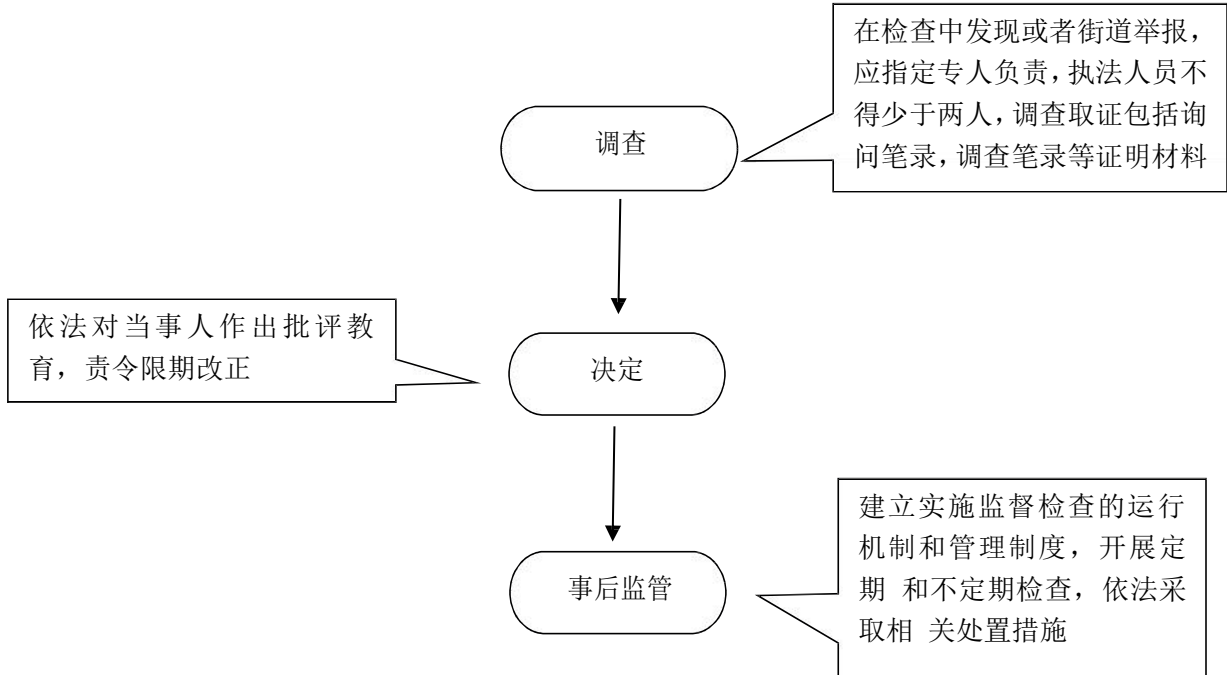 在检查中发现或者街道举报，
应指定专人负责，执法人员不
得少于两人，调查取证包括询
问笔录，调查笔录等证明材料
调查
依法对当事人作出批评教
育，责令限期改正
决定
建立实施监督检查的运行
机制和管理制度，开展定
期 和不定期检查，依法采
取相 关处置措施
事后监管